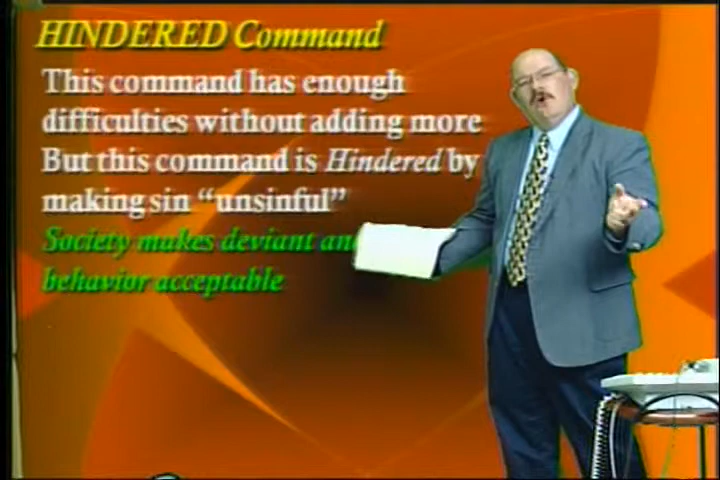 HINDERED Command
This command has enough
difficulties without adding more
But this command is Hindered by
making sin “unsinful”
Society makes deviant and
behavior acceptable